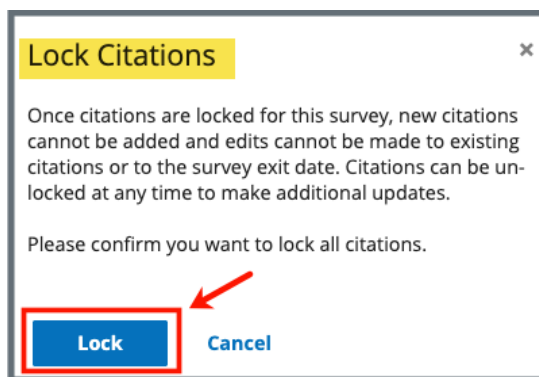 Lock Citations ×
Once citations are locked for this survey, new citations
cannot be added and edits cannot be made to existing
citations or to the survey exit date. Citations can be un-
locked at any time to make additional updates.
Please confirm you want to lock all citations.
Lock Cancel